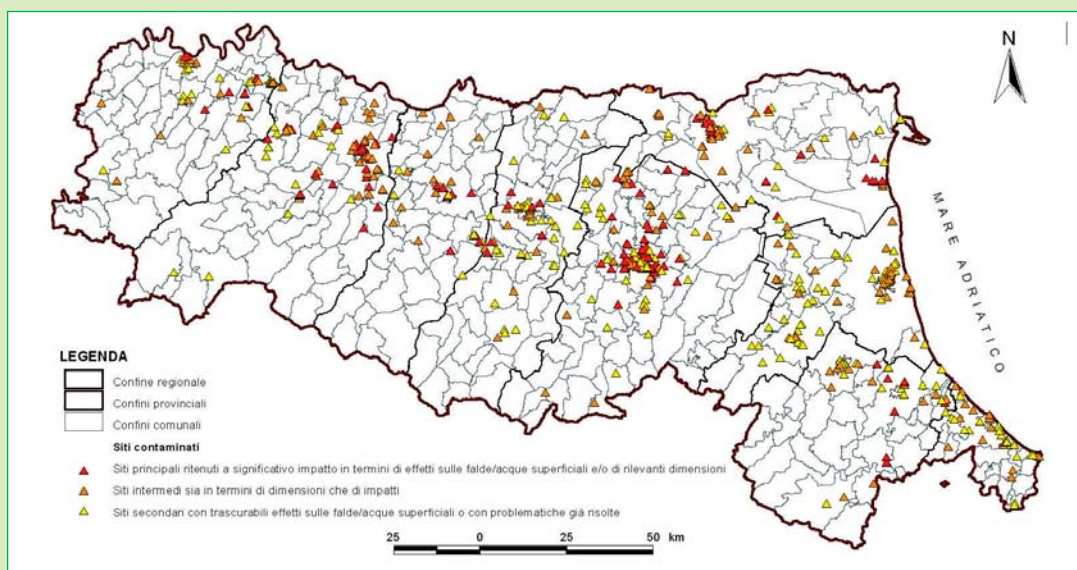 N
MARE ADRIATICO
LEGENDA
Confine regionale
Confini provinciali
Confini comunali
Siti contaminati
Siti principali ritenuti a significativo impatto in termini di effetti sulle falde/acque superficiali e/o di rilevanti dimensioni
Siti intermedi sia in termini di dimensioni che di impatti
Siti secondari con trascurabili effetti sulle falde/acque superficiali o con problematiche già risolte
25 0 25 50 km